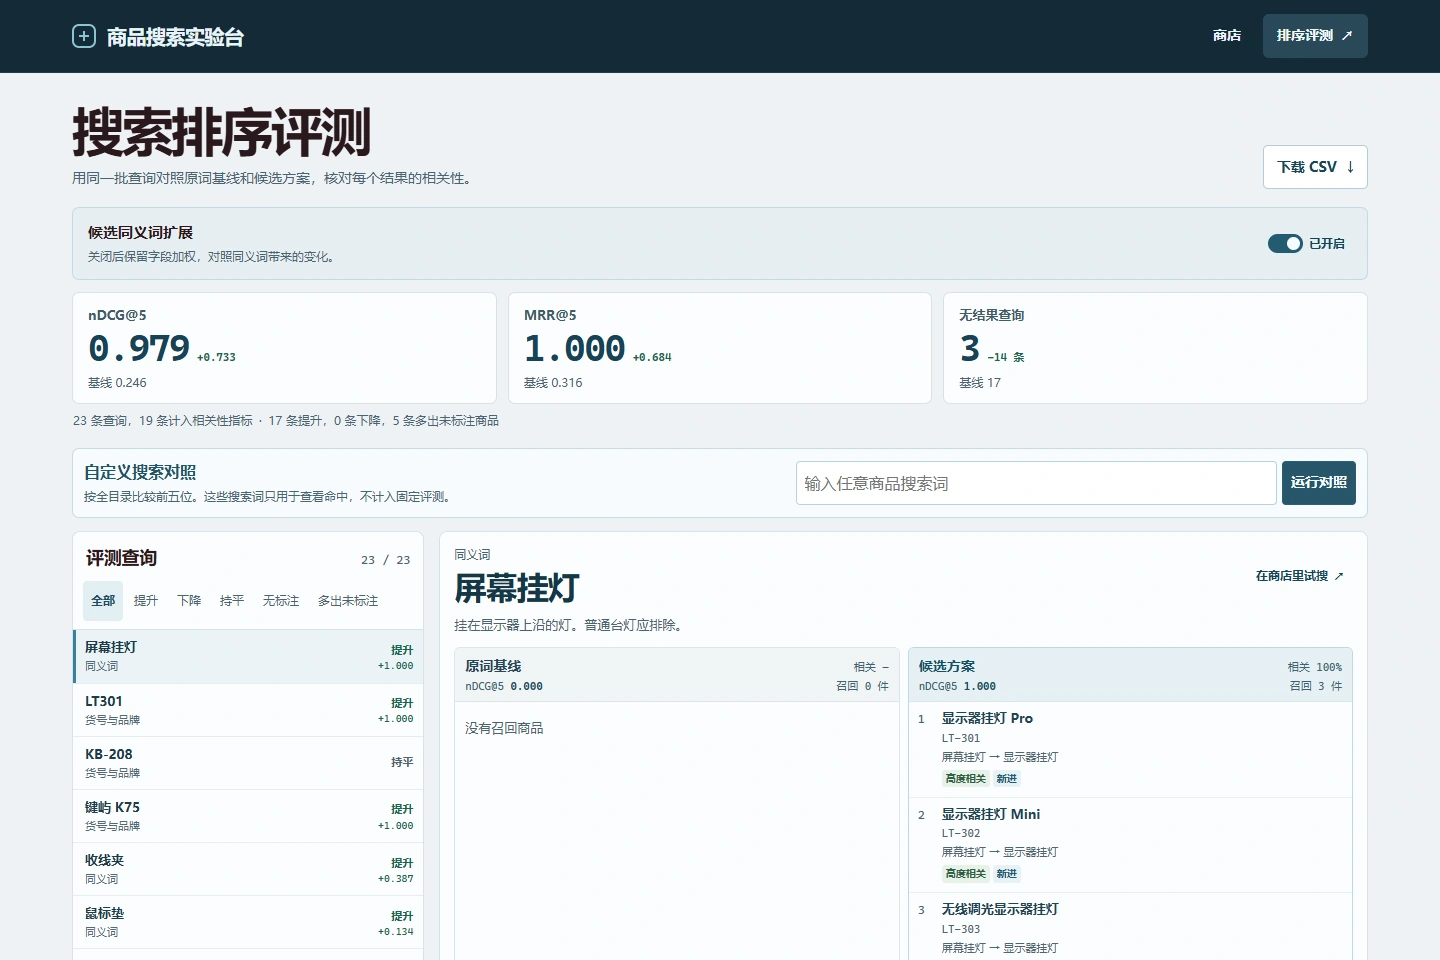 商品搜索实验台
商店
排序评测 ↗
搜索排序评测
用同一批查询对照原词基线和候选方案，核对每个结果的相关性。
下载 CSV ↓
候选同义词扩展
关闭后保留字段加权，对照同义词带来的变化。
已开启
nDCG@5
0.979 +0.733
基线 0.246
MRR@5
1.000 +0.684
基线 0.316
无结果查询
3 −14 条
基线 17
23 条查询，19 条计入相关性指标 · 17 条提升，0 条下降，5 条多出未标注商品
自定义搜索对照
按全目录比较前五位。这些搜索词只用于查看命中，不计入固定评测。
输入任意商品搜索词
运行对照
评测查询
23 / 23
全部 提升 下降 持平 无标注 多出未标注
屏幕挂灯 提升
同义词 +1.000
LT301 提升
货号与品牌 +1.000
KB-208 持平
货号与品牌
键屿 K75 提升
货号与品牌 +1.000
收线夹 提升
同义词 +0.387
鼠标垫 提升
同义词 +0.134
同义词
屏幕挂灯
在商店里试搜 ↗
挂在显示器上沿的灯。普通台灯应排除。
原词基线 相关 —
nDCG@5 0.000 召回 0 件
没有召回商品
候选方案 相关 100%
nDCG@5 1.000 召回 3 件
1 显示器挂灯 Pro
LT-301
屏幕挂灯 → 显示器挂灯
高度相关 新进
2 显示器挂灯 Mini
LT-302
屏幕挂灯 → 显示器挂灯
高度相关 新进
3 无线调光显示器挂灯
LT-303
屏幕挂灯 → 显示器挂灯